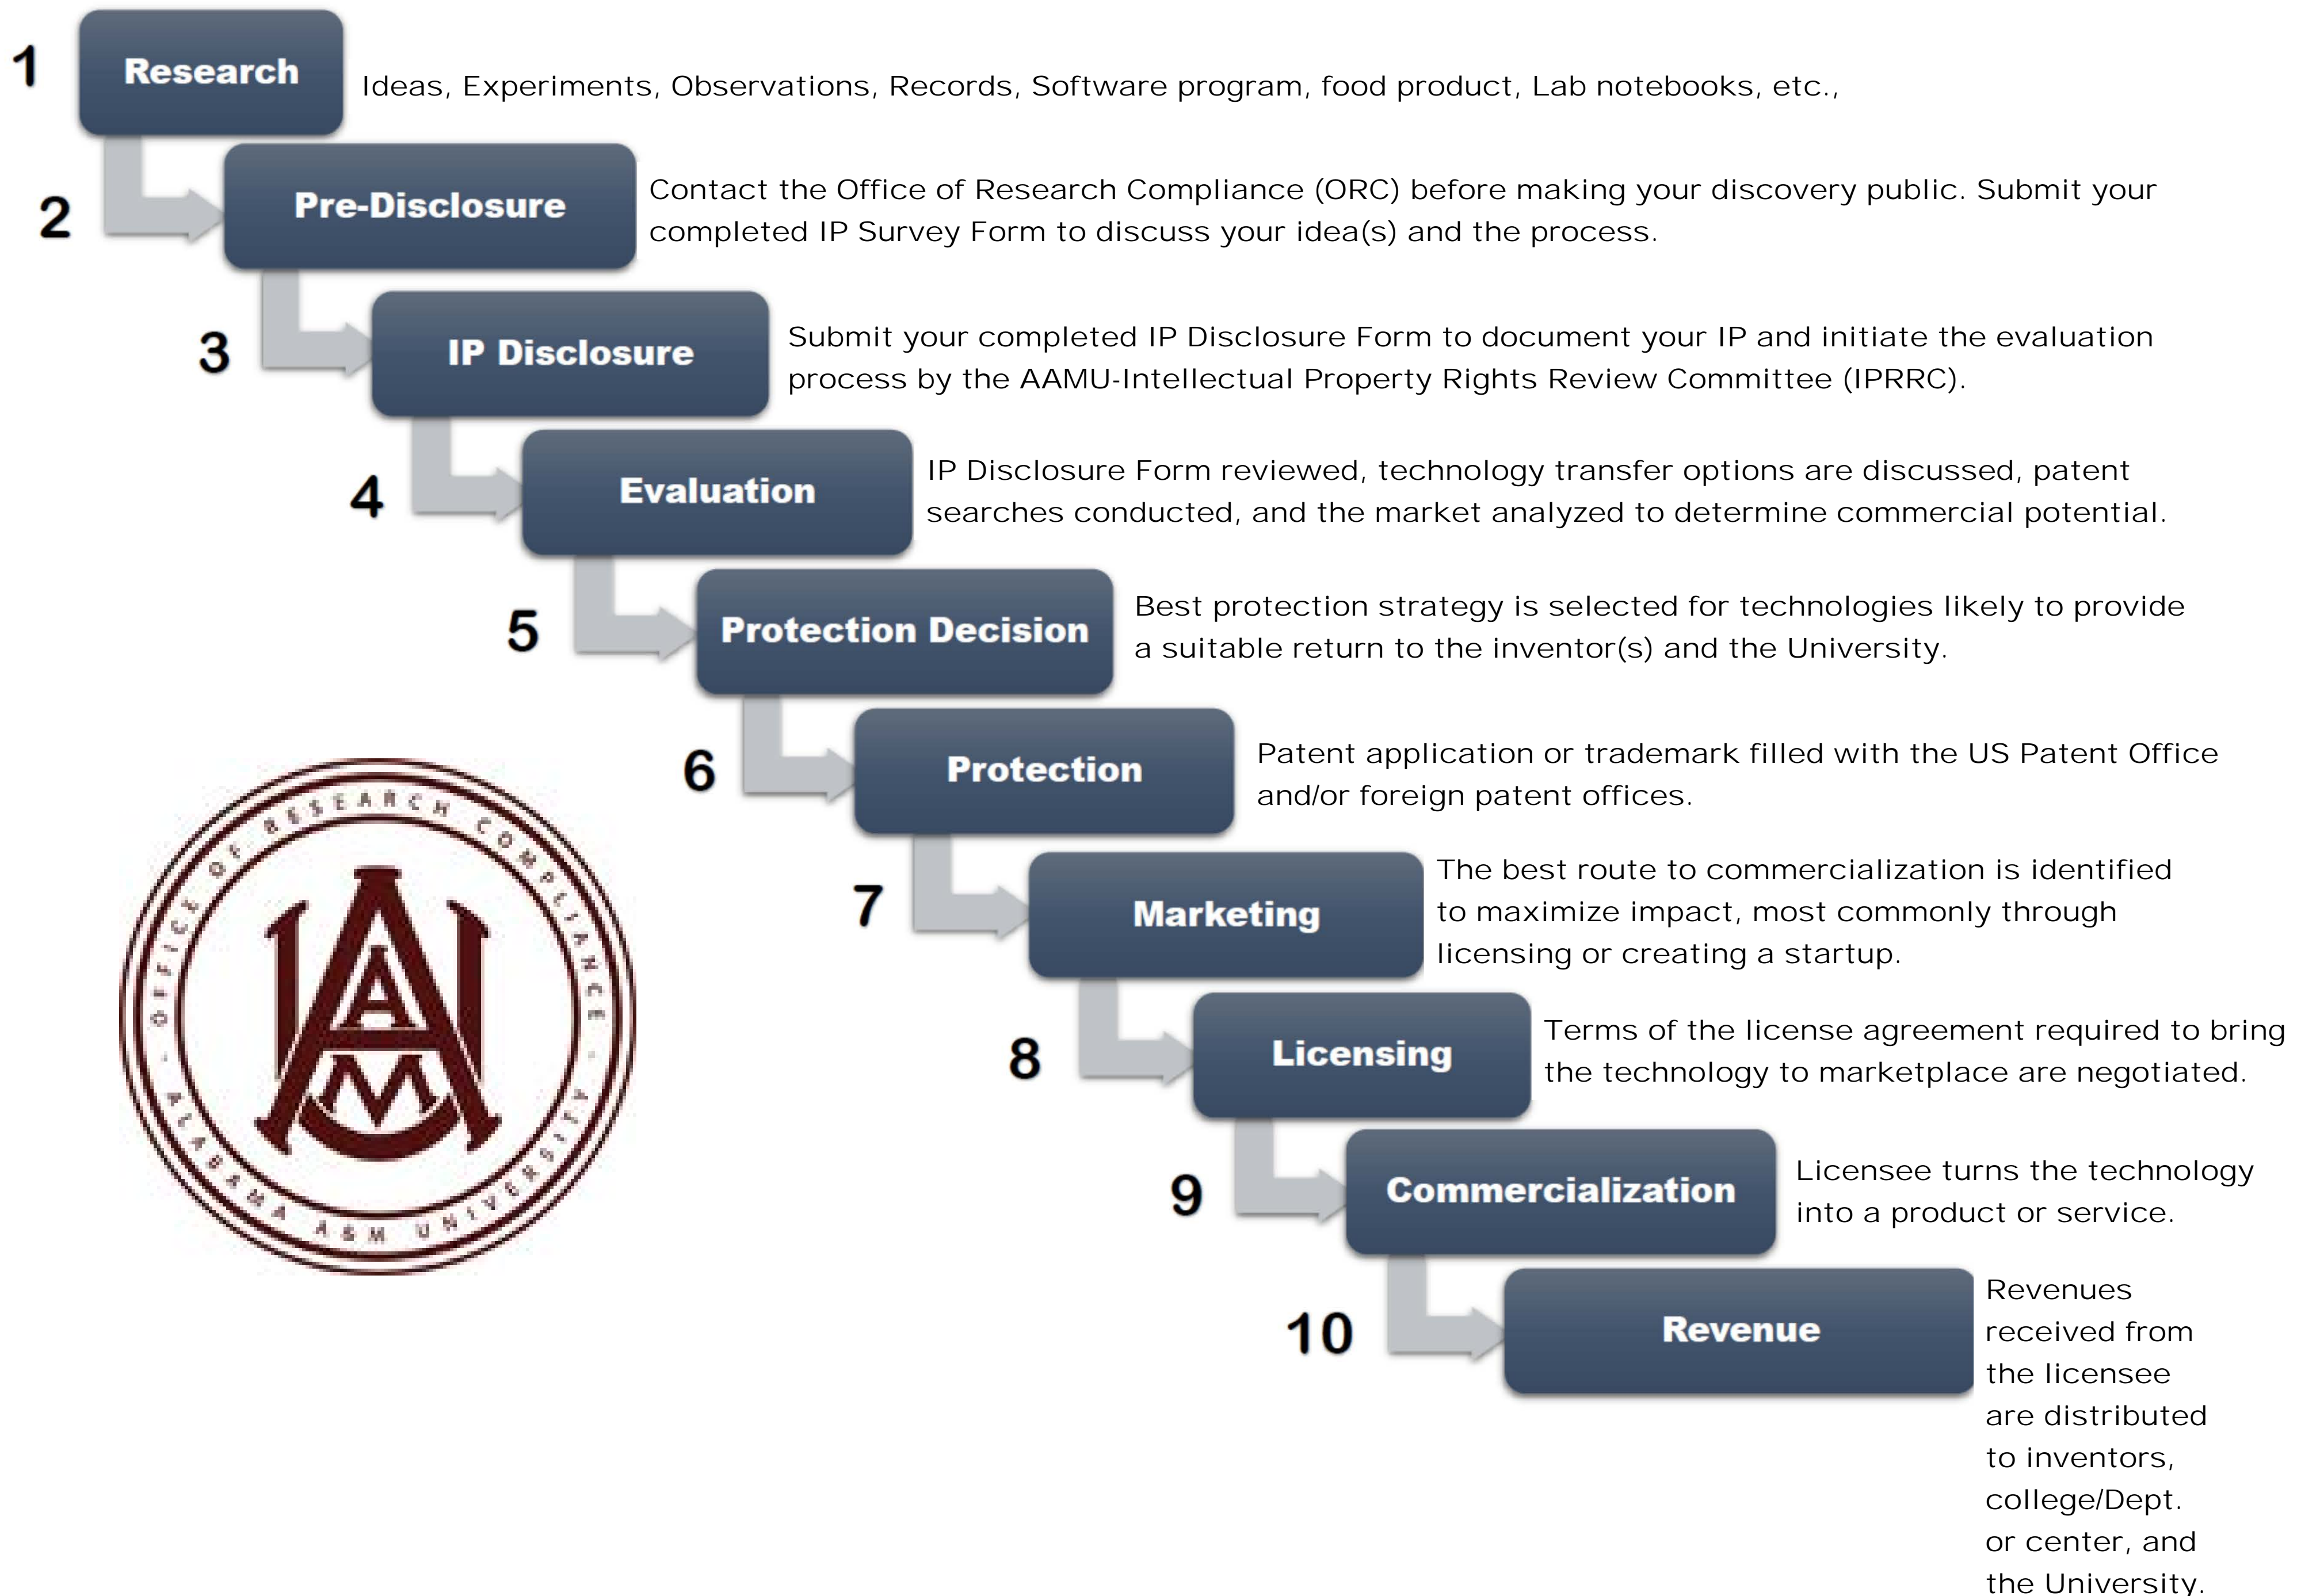 1
Research
Ideas, Experiments, Observations, Records, Software program, food product, Lab notebooks, etc.,
2
Pre-Disclosure
Contact the Office of Research Compliance (ORC) before making your discovery public. Submit your
completed IP Survey Form to discuss your idea(s) and the process.
3
IP Disclosure
Submit your completed IP Disclosure Form to document your IP and initiate the evaluation
process by the AAMU-Intellectual Property Rights Review Committee (IPRRC).
4
Evaluation
IP Disclosure Form reviewed, technology transfer options are discussed, patent
searches conducted, and the market analyzed to determine commercial potential.
5
Protection Decision
Best protection strategy is selected for technologies likely to provide
a suitable return to the inventor(s) and the University.
6
Protection
Patent application or trademark filled with the US Patent Office
and/or foreign patent offices.
7
Marketing
The best route to commercialization is identified
to maximize impact, most commonly through
licensing or creating a startup.
8
Licensing
Terms of the license agreement required to bring
the technology to marketplace are negotiated.
9
Commercialization
Licensee turns the technology
into a product or service.
10
Revenue
Revenues
received from
the licensee
are distributed
to inventors,
college/Dept.
or center, and
the University.
OFFICE OF RESEARCH COMPLIANCE
ALABAMA A&M UNIVERSITY
AAMU